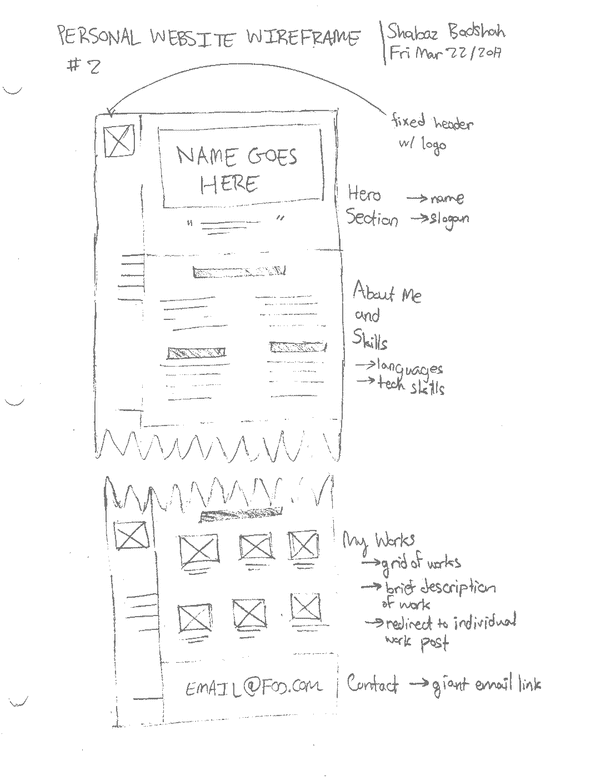 PERSONAL WEBSITE WIREFRAME
# 2
Shabaz Badshah
Fri Mar 22/2019
fixed header
w/ logo
NAME GOES
HERE
" "
Hero → name
Section → slogan
About Me
and
Skills
→ languages
→ tech skills
My Works
→ grid of works
→ brief description
of work
→ redirect to individual
work post
EMAIL@FOO.COM
Contact → giant email link